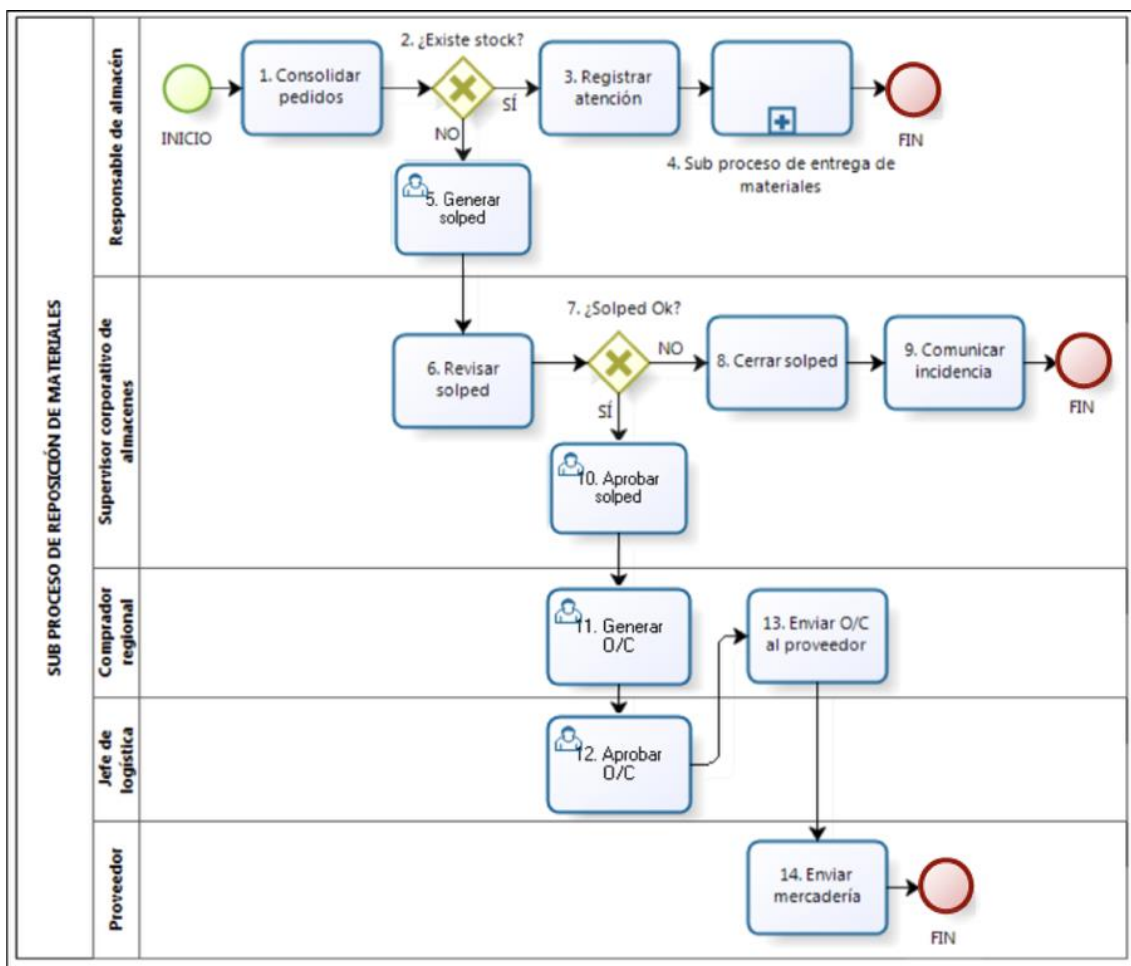 SUB PROCESO DE REPOSICIÓN DE MATERIALES
Responsable de almacén
INICIO
1. Consolidar
pedidos
2. ¿Existe stock?
SÍ
NO
3. Registrar
atención
4. Sub proceso de entrega de
materiales
FIN
5. Generar
solped
Supervisor corporativo de
almacenes
6. Revisar
solped
7. ¿Solped Ok?
NO
SÍ
8. Cerrar solped
9. Comunicar
incidencia
FIN
10. Aprobar
solped
Comprador
regional
11. Generar
O/C
13. Enviar O/C
al proveedor
Jefe de
logística
12. Aprobar
O/C
Proveedor
14. Enviar
mercadería
FIN